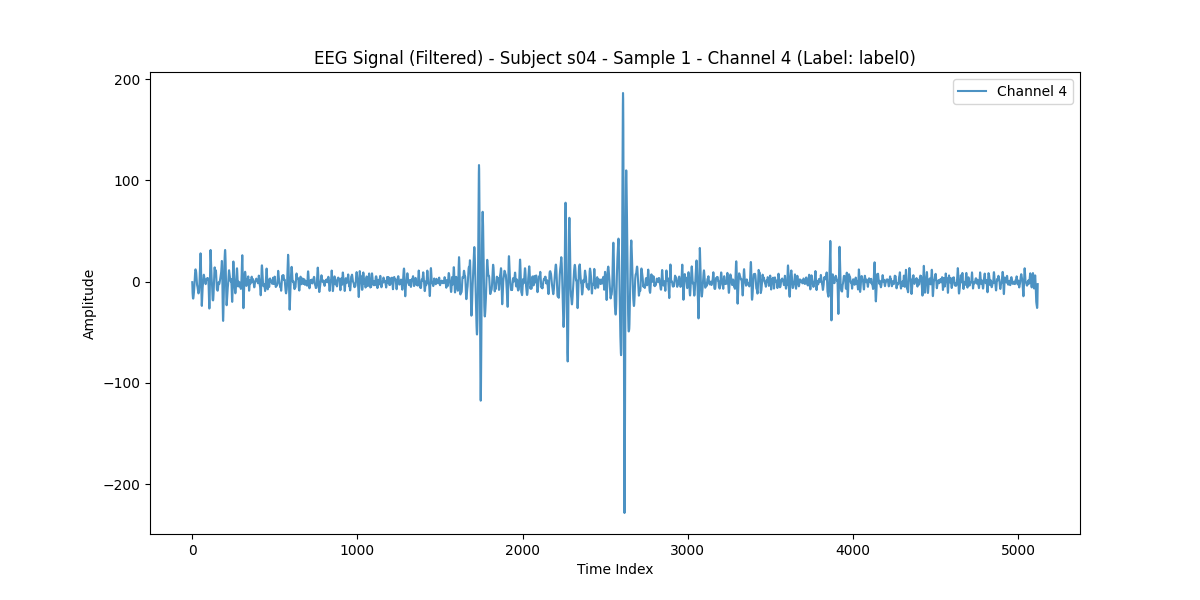 EEG Signal (Filtered) - Subject s04 - Sample 1 - Channel 4 (Label: label0)
Channel 4
200
100
0
−100
−200
Amplitude
0
1000
2000
3000
4000
5000
Time Index